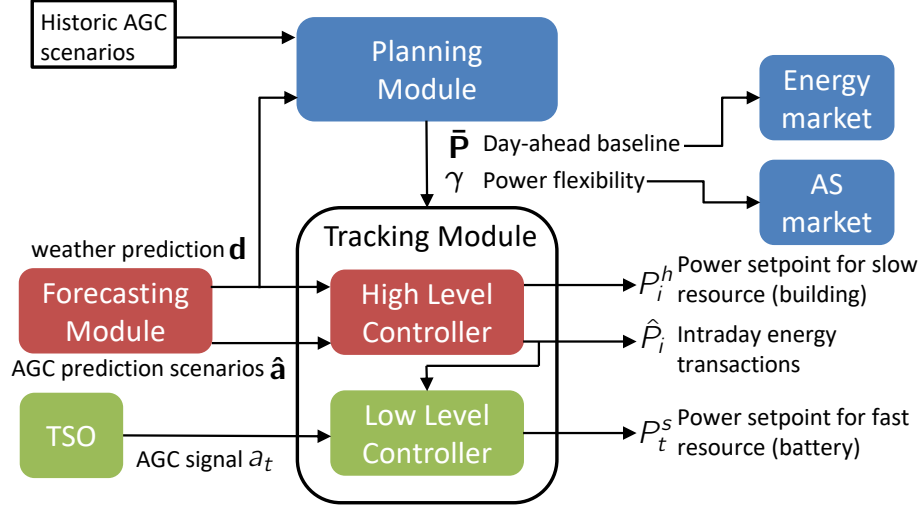 Historic AGC
scenarios
Planning
Module
Energy
market
P̄ Day-ahead baseline
γ Power flexibility
AS
market
weather prediction d
Tracking Module
Forecasting
Module
High Level
Controller
P_i^h Power setpoint for slow
resource (building)
P̂_i Intraday energy
transactions
AGC prediction scenarios â
TSO
AGC signal a_t
Low Level
Controller
P_t^s Power setpoint for fast
resource (battery)